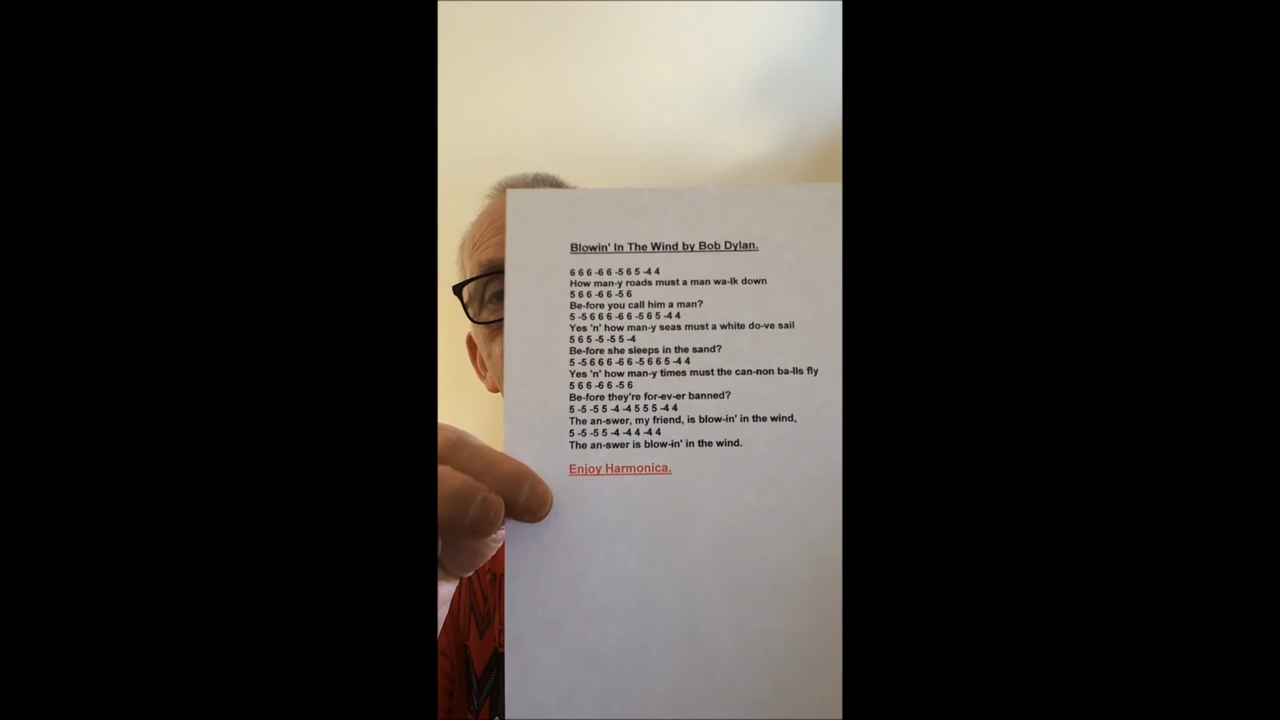 Blowin' In The Wind by Bob Dylan.
6 6 6 -6 6 -5 6 5 -4 4
How man-y roads must a man wa-lk down
5 6 6 -6 6 -5 6
Be-fore you call him a man?
5 -5 6 6 6 -6 6 -5 6 5 -4 4
Yes 'n' how man-y seas must a white do-ve sail
5 6 5 -5 -5 5 -4
Be-fore she sleeps in the sand?
5 -5 6 6 6 -6 6 -5 6 6 5 -4 4
Yes 'n' how man-y times must the can-non ba-lls fly
5 6 6 -6 6 -5 6
Be-fore they're for-ev-er banned?
5 -5 -5 5 -4 -4 5 5 5 -4 4
The an-swer, my friend, is blow-in' in the wind,
5 -5 -5 5 -4 -4 4 -4 4
The an-swer is blow-in' in the wind.
Enjoy Harmonica.